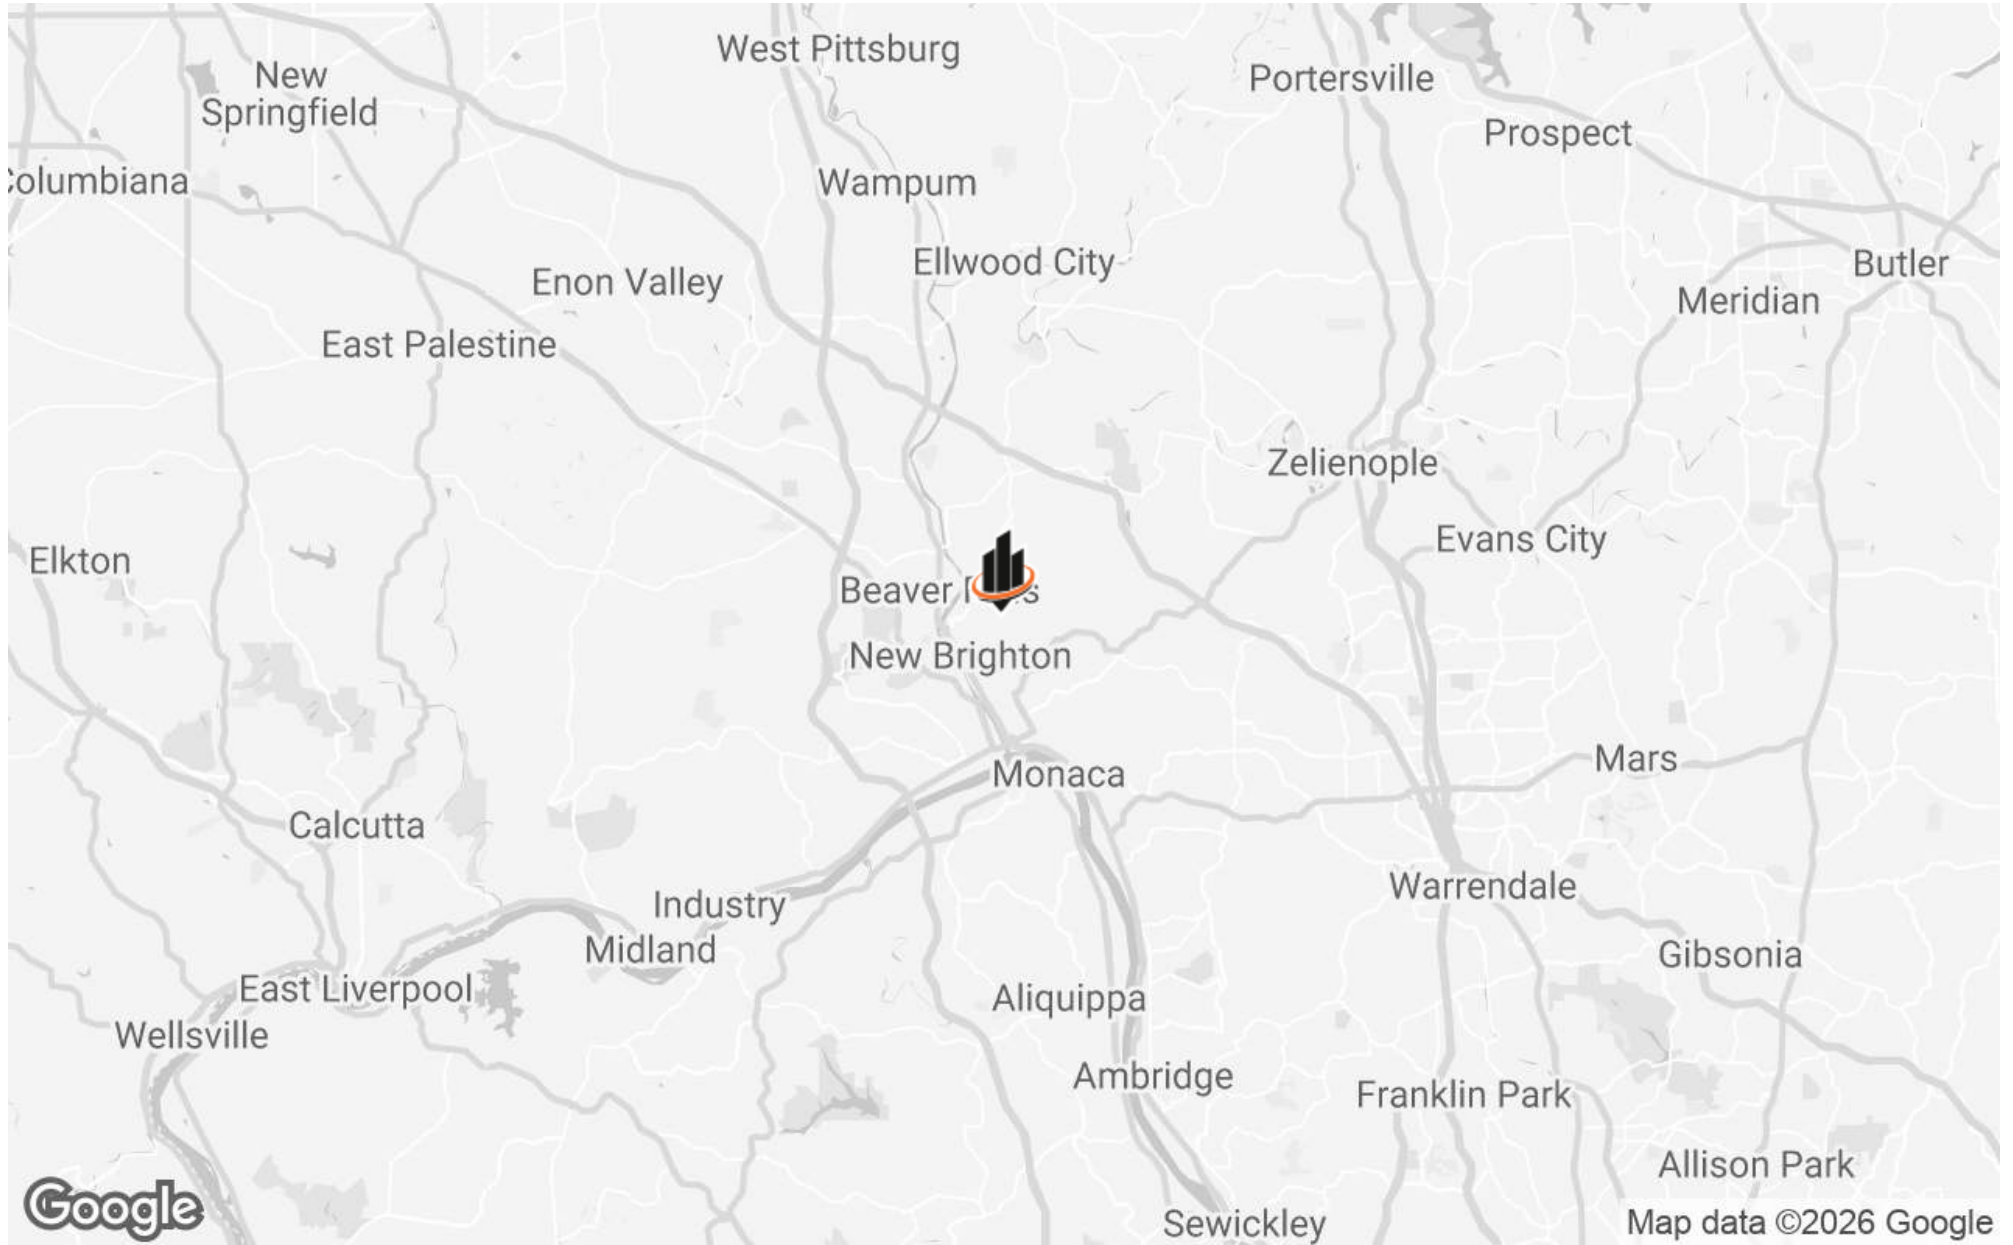 West Pittsburg
Portersville
New
Springfield
Prospect
Columbiana
Wampum
Ellwood City
Butler
Enon Valley
Meridian
East Palestine
Zelienople
Evans City
Elkton
Beaver
New Brighton
Mars
Monaca
Calcutta
Warrendale
Industry
Midland
Gibsonia
East Liverpool
Aliquippa
Wellsville
Ambridge
Franklin Park
Allison Park
Google
Sewickley
Map data ©2026 Google